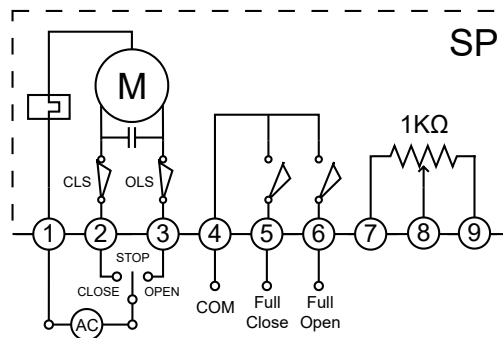 SP
M
1KΩ
CLS
OLS
1 2 3 4 5 6 7 8 9
STOP
CLOSE
OPEN
AC
COM
Full
Close
Full
Open